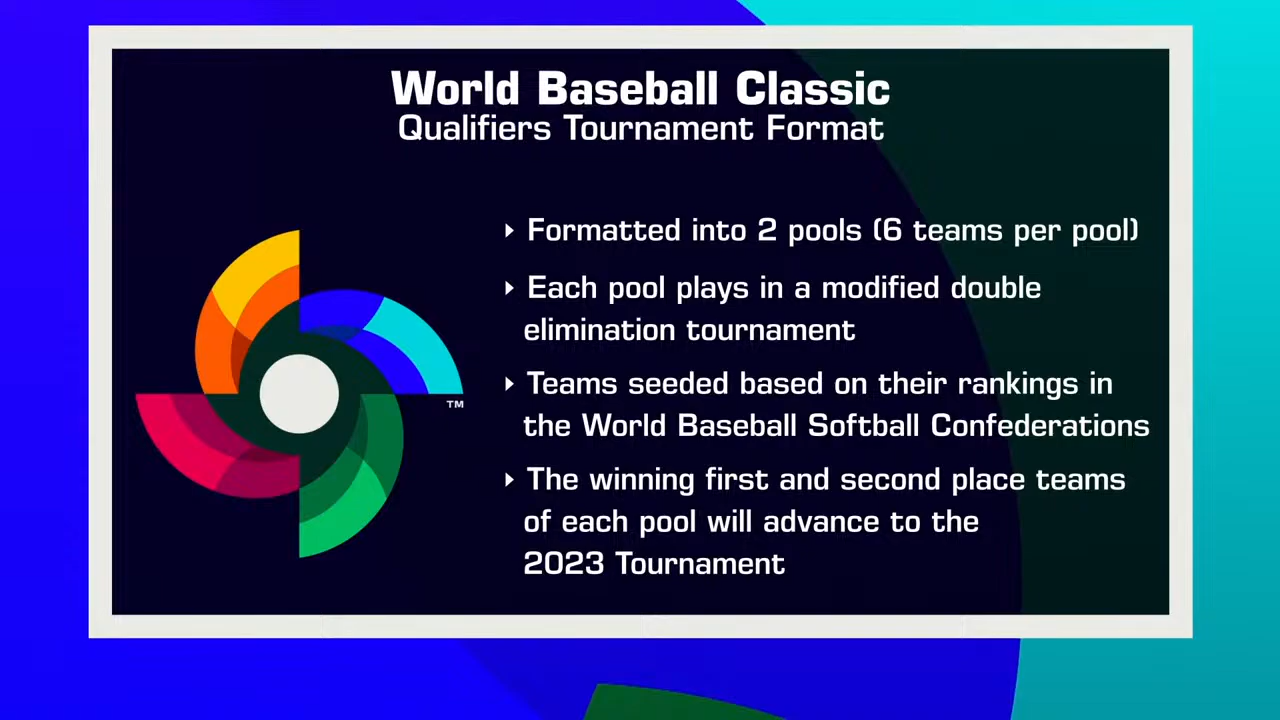 World Baseball Classic
Qualifiers Tournament Format
‣ Formatted into 2 pools (6 teams per pool)
‣ Each pool plays in a modified double
elimination tournament
‣ Teams seeded based on their rankings in
the World Baseball Softball Confederations
‣ The winning first and second place teams
of each pool will advance to the
2023 Tournament
TM